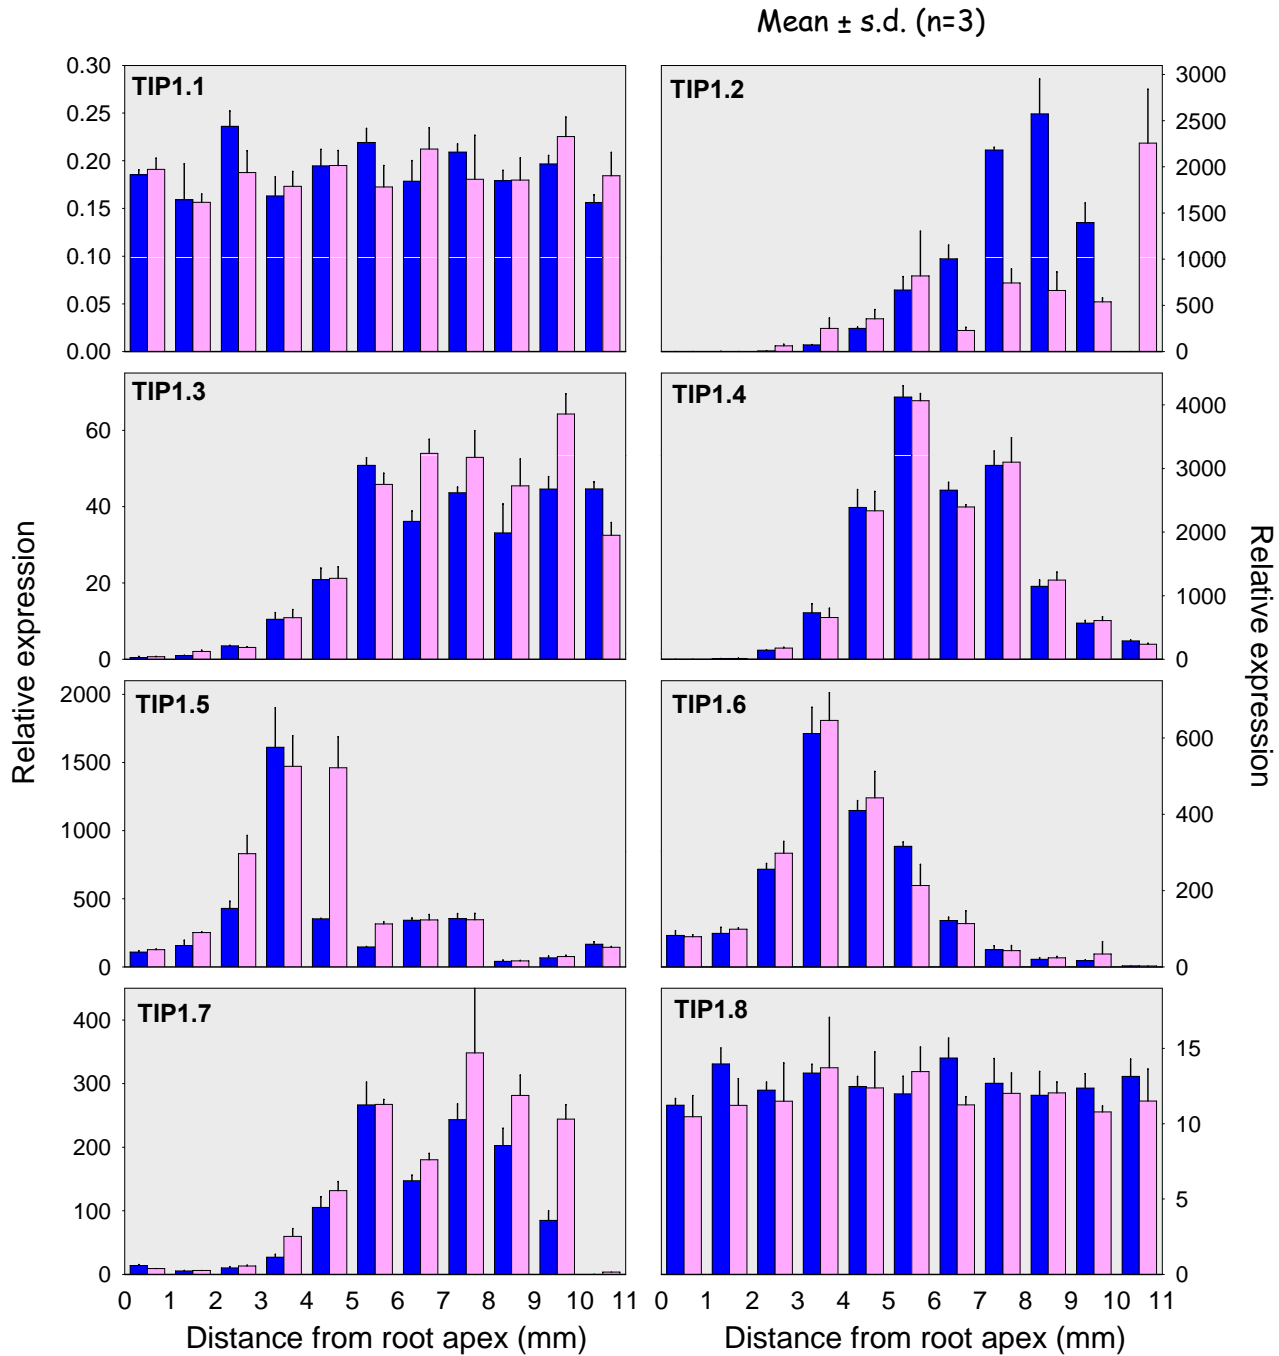 Mean ± s.d. (n=3)
TIP1.1
0.30
0.25
0.20
0.15
0.10
0.05
0.00
TIP1.2
3000
2500
2000
1500
1000
500
0
TIP1.3
60
40
20
0
TIP1.4
4000
3000
2000
1000
0
TIP1.5
2000
1500
1000
500
0
TIP1.6
600
400
200
0
TIP1.7
400
300
200
100
0
TIP1.8
15
10
5
0
Relative expression
Relative expression
0 1 2 3 4 5 6 7 8 9 10 11
0 1 2 3 4 5 6 7 8 9 10 11
Distance from root apex (mm)
Distance from root apex (mm)